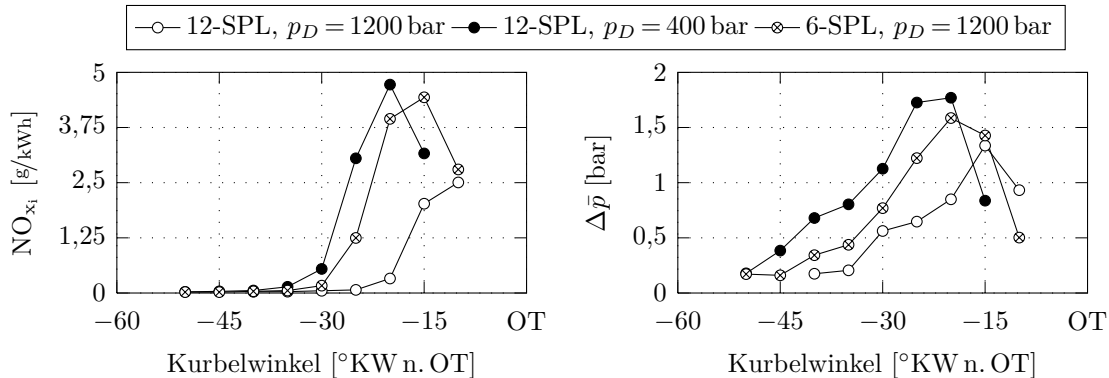 12-SPL, p_D = 1200 bar 12-SPL, p_D = 400 bar 6-SPL, p_D = 1200 bar
NO_{x_i} [g/kWh]
5
3,75
2,5
1,25
0
−60 −45 −30 −15 OT
Kurbelwinkel [°KW n. OT]
Δp̄ [bar]
2
1,5
1
0,5
0
−60 −45 −30 −15 OT
Kurbelwinkel [°KW n. OT]